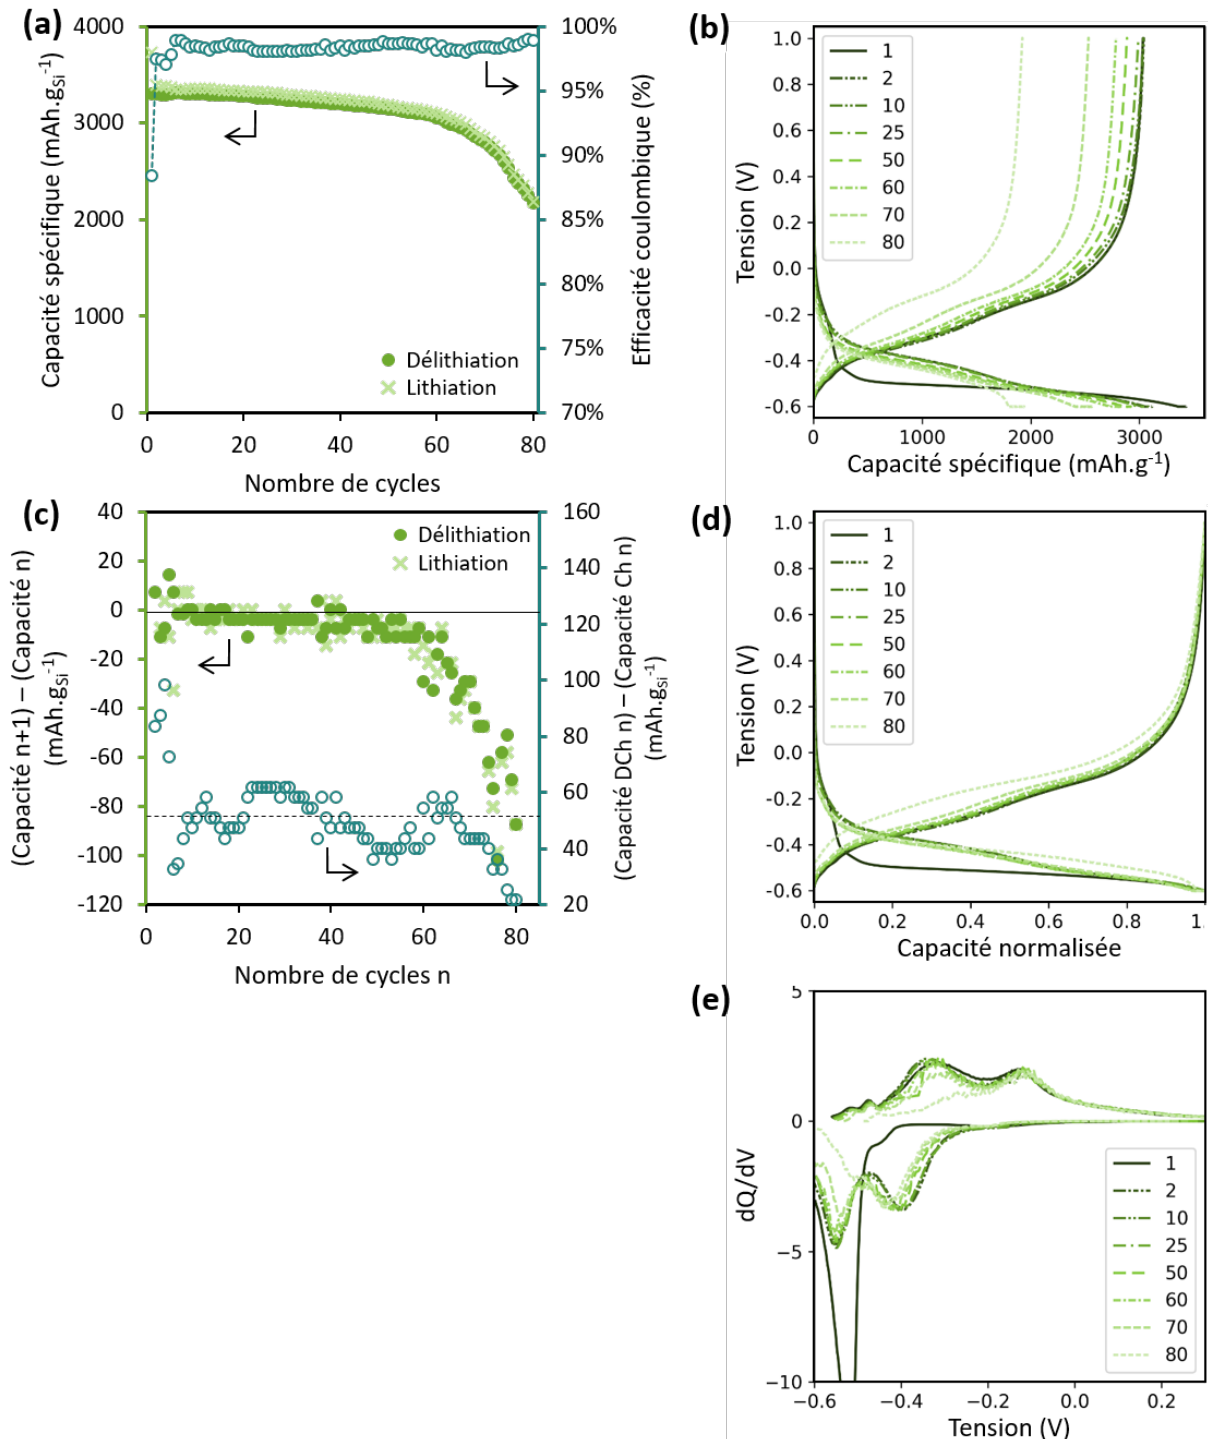 (a)
4000
3000
2000
1000
0
Capacité spécifique (mAh.gSi⁻¹)
100%
95%
90%
85%
80%
75%
70%
Efficacité coulombique (%)
Délithiation
Lithiation
0 20 40 60 80
Nombre de cycles
(b)
1.0
0.8
0.6
0.4
0.2
0.0
-0.2
-0.4
-0.6
Tension (V)
1
2
10
25
50
60
70
80
0 1000 2000 3000
Capacité spécifique (mAh.g⁻¹)
(c)
40
20
0
-20
-40
-60
-80
-100
-120
(Capacité n+1) – (Capacité n)
(mAh.gSi⁻¹)
160
140
120
100
80
60
40
20
(Capacité DCh n) – (Capacité Ch n)
(mAh.gSi⁻¹)
Délithiation
Lithiation
0 20 40 60 80
Nombre de cycles n
(d)
1.0
0.8
0.6
0.4
0.2
0.0
-0.2
-0.4
-0.6
Tension (V)
1
2
10
25
50
60
70
80
0.0 0.2 0.4 0.6 0.8 1.
Capacité normalisée
(e)
5
0
−5
−10
dQ/dV
1
2
10
25
50
60
70
80
−0.6 −0.4 −0.2 0.0 0.2
Tension (V)